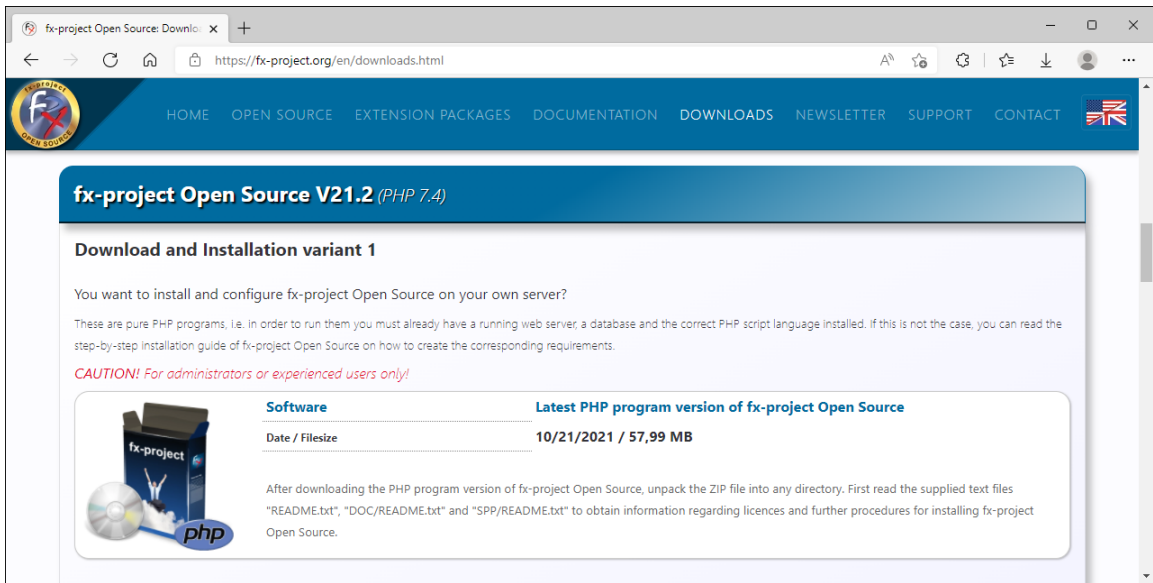 fx-project Open Source: Downlo
https://fx-project.org/en/downloads.html
fx-project
OPEN SOURCE
HOME OPEN SOURCE EXTENSION PACKAGES DOCUMENTATION DOWNLOADS NEWSLETTER SUPPORT CONTACT
fx-project Open Source V21.2 (PHP 7.4)
Download and Installation variant 1
You want to install and configure fx-project Open Source on your own server?
These are pure PHP programs, i.e. in order to run them you must already have a running web server, a database and the correct PHP script language installed. If this is not the case, you can read the
step-by-step installation guide of fx-project Open Source on how to create the corresponding requirements.
CAUTION! For administrators or experienced users only!
Software Latest PHP program version of fx-project Open Source
Date / Filesize 10/21/2021 / 57,99 MB
fx-project
php
After downloading the PHP program version of fx-project Open Source, unpack the ZIP file into any directory. First read the supplied text files
"README.txt", "DOC/README.txt" and "SPP/README.txt" to obtain information regarding licences and further procedures for installing fx-project
Open Source.